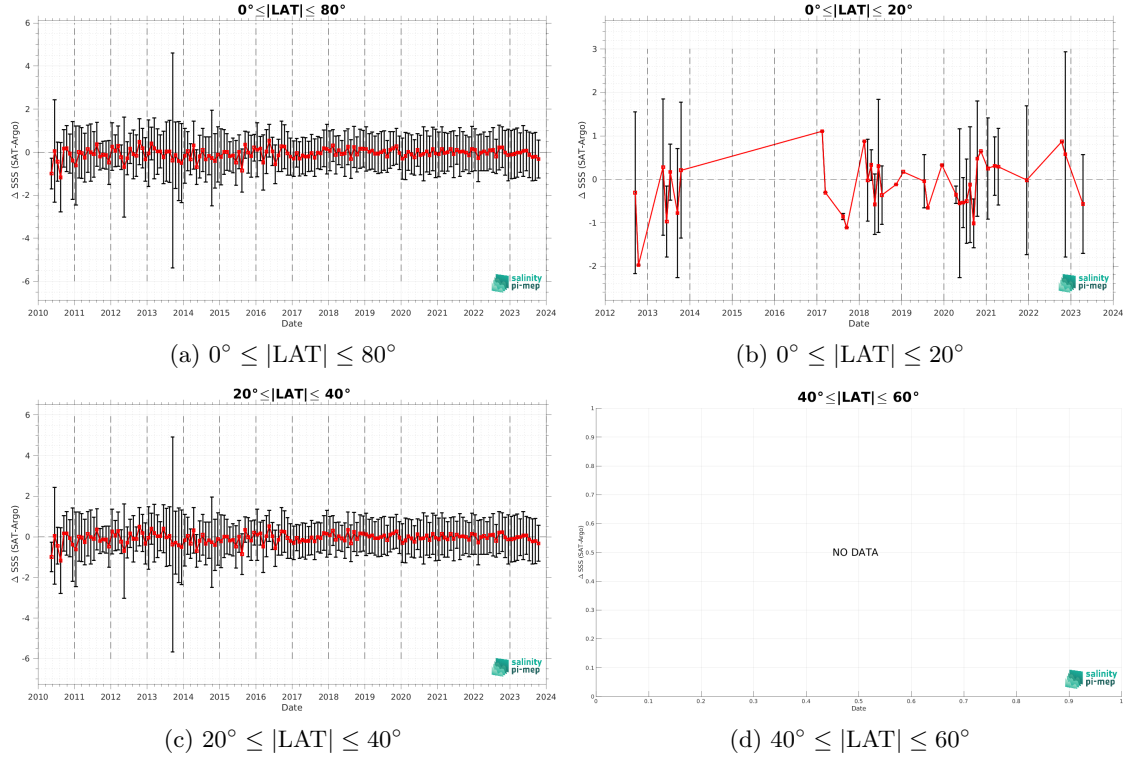 0°≤|LAT|≤ 80°
Δ SSS (SAT-Argo)
6
4
2
0
-2
-4
-6
2010 2011 2012 2013 2014 2015 2016 2017 2018 2019 2020 2021 2022 2023 2024
Date
salinity
pi-mep
(a) 0° ≤ |LAT| ≤ 80°
0°≤|LAT|≤ 20°
Δ SSS (SAT-Argo)
3
2
1
0
-1
-2
2012 2013 2014 2015 2016 2017 2018 2019 2020 2021 2022 2023 2024
Date
salinity
pi-mep
(b) 0° ≤ |LAT| ≤ 20°
20°≤|LAT|≤ 40°
Δ SSS (SAT-Argo)
6
4
2
0
-2
-4
-6
2010 2011 2012 2013 2014 2015 2016 2017 2018 2019 2020 2021 2022 2023 2024
Date
salinity
pi-mep
(c) 20° ≤ |LAT| ≤ 40°
40°≤|LAT|≤ 60°
Δ SSS (SAT-Argo)
1
0.9
0.8
0.7
0.6
0.5
0.4
0.3
0.2
0.1
0
NO DATA
0 0.1 0.2 0.3 0.4 0.5 0.6 0.7 0.8 0.9 1
Date
salinity
pi-mep
(d) 40° ≤ |LAT| ≤ 60°